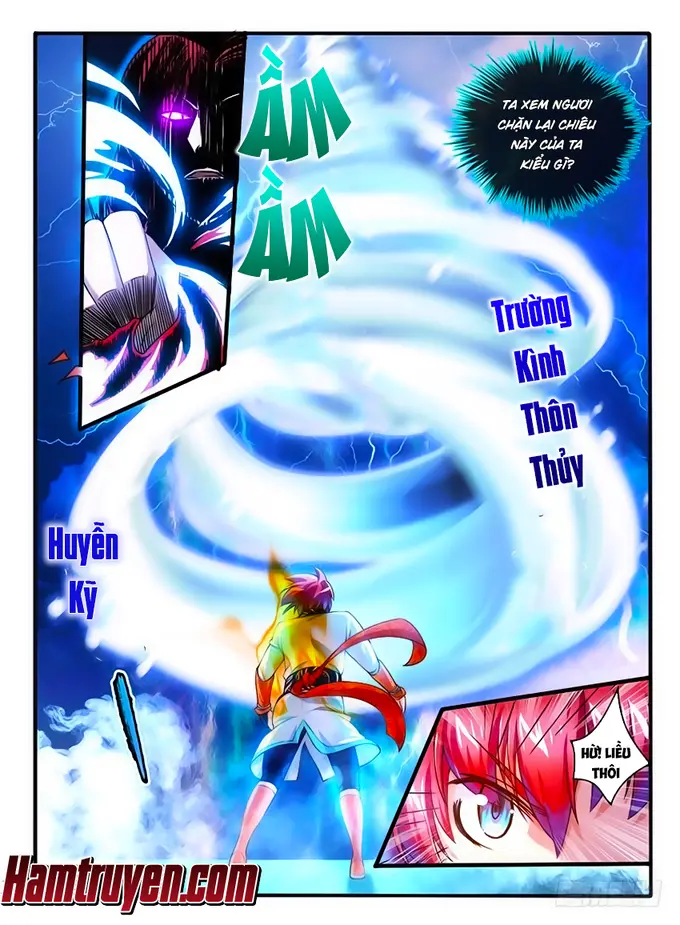 ẦM
ẦM
TA XEM NGƯƠI
CHẶN LẠI CHIÊU
NÀY CỦA TA
KIỂU GÌ?
Trường
Kình
Thôn
Thủy
Huyễn
Kỳ
HỪ! LIỀU
THÔI
Hamtruyen.com